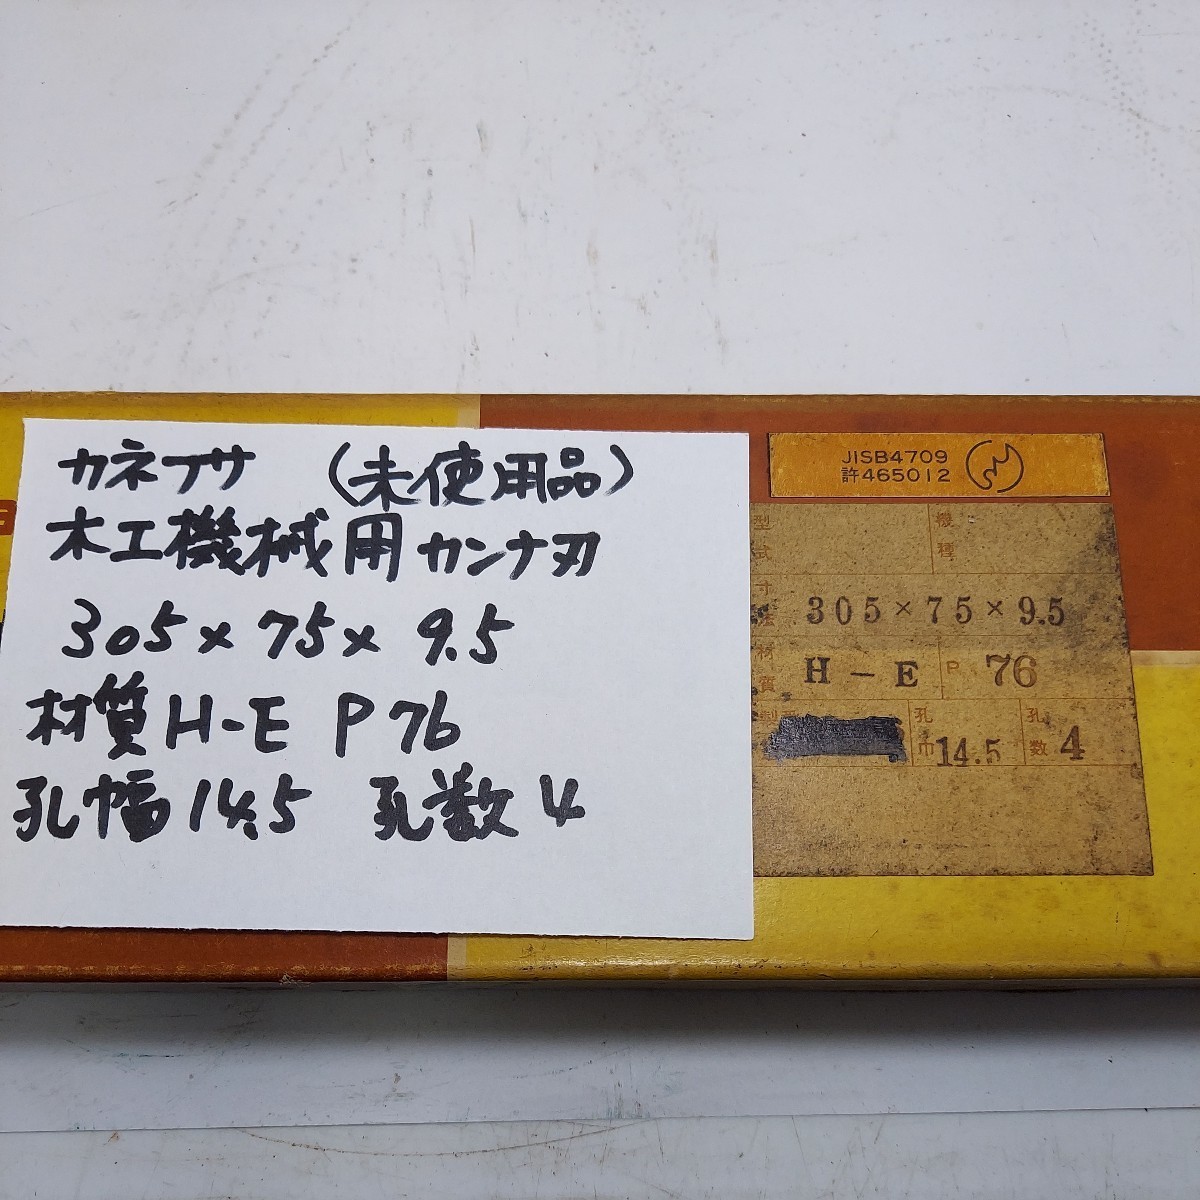 カネフサ (未使用品)
木工機械用カンナ刃
305×75×9.5
材質H-E P76
孔幅14.5 孔数4
JISB4709
許465012
型式 機種
寸法 305×75×9.5
材質 H-E P 76
製 孔巾 14.5 孔数 4